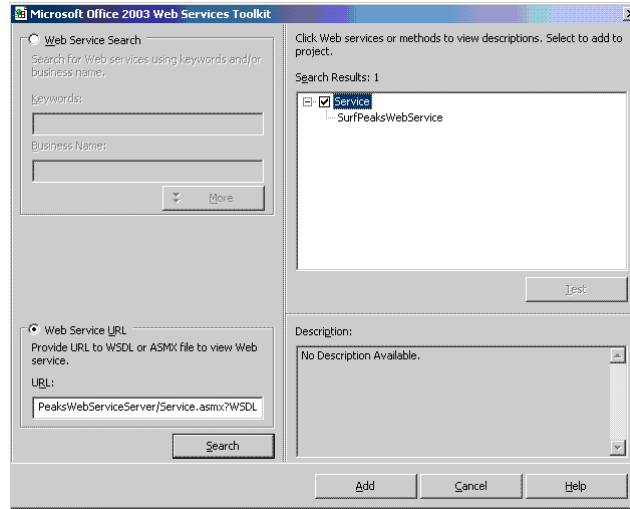 Microsoft Office 2003 Web Services Toolkit
Web Service Search
Search for Web services using keywords and/or
business name.
Keywords:
Business Name:
More
Web Service URL
Provide URL to WSDL or ASMX file to view Web
service.
URL:
PeaksWebServiceServer/Service.asmx?WSDL
Search
Click Web services or methods to view descriptions. Select to add to
project.
Search Results: 1
Service
SurfPeaksWebService
Test
Description:
No Description Available.
Add
Cancel
Help